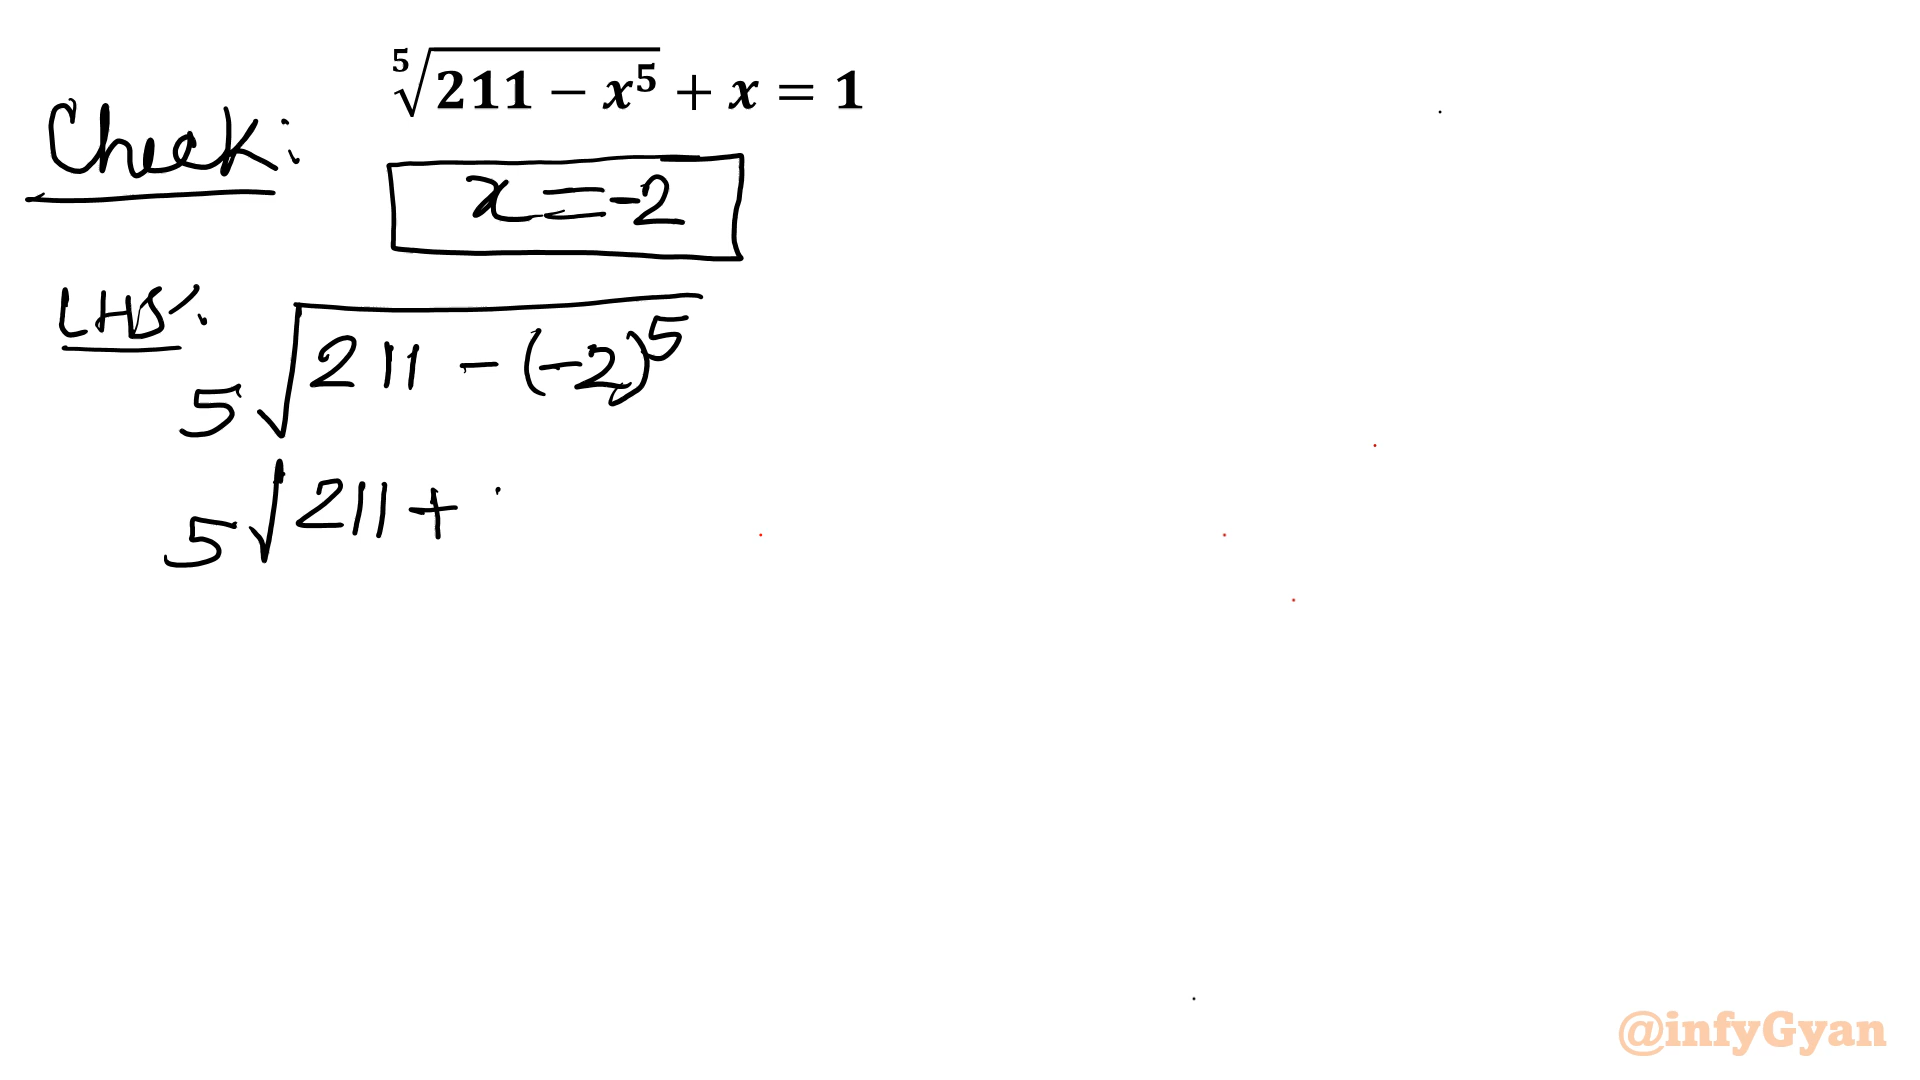 ⁵√(211 − x⁵) + x = 1
Check:
x = -2
LHS:
5√211 - (-2)⁵
5√211 +
@infyGyan